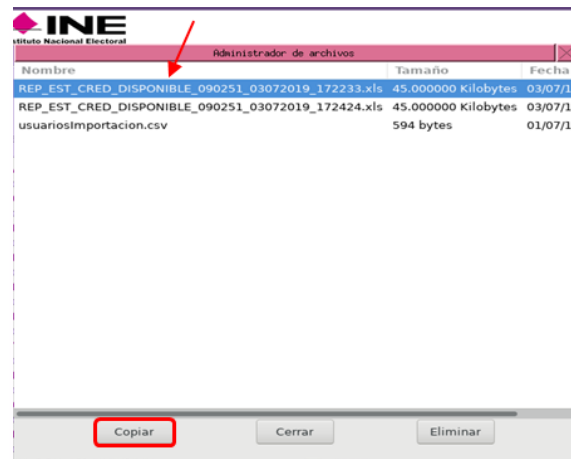 INE
stituto Nacional Electoral
Administrador de archivos
Nombre Tamaño Fecha
REP_EST_CRED_DISPONIBLE_090251_03072019_172233.xls 45.000000 Kilobytes 03/07/1
REP_EST_CRED_DISPONIBLE_090251_03072019_172424.xls 45.000000 Kilobytes 03/07/1
usuariosImportacion.csv 594 bytes 01/07/1
Copiar Cerrar Eliminar